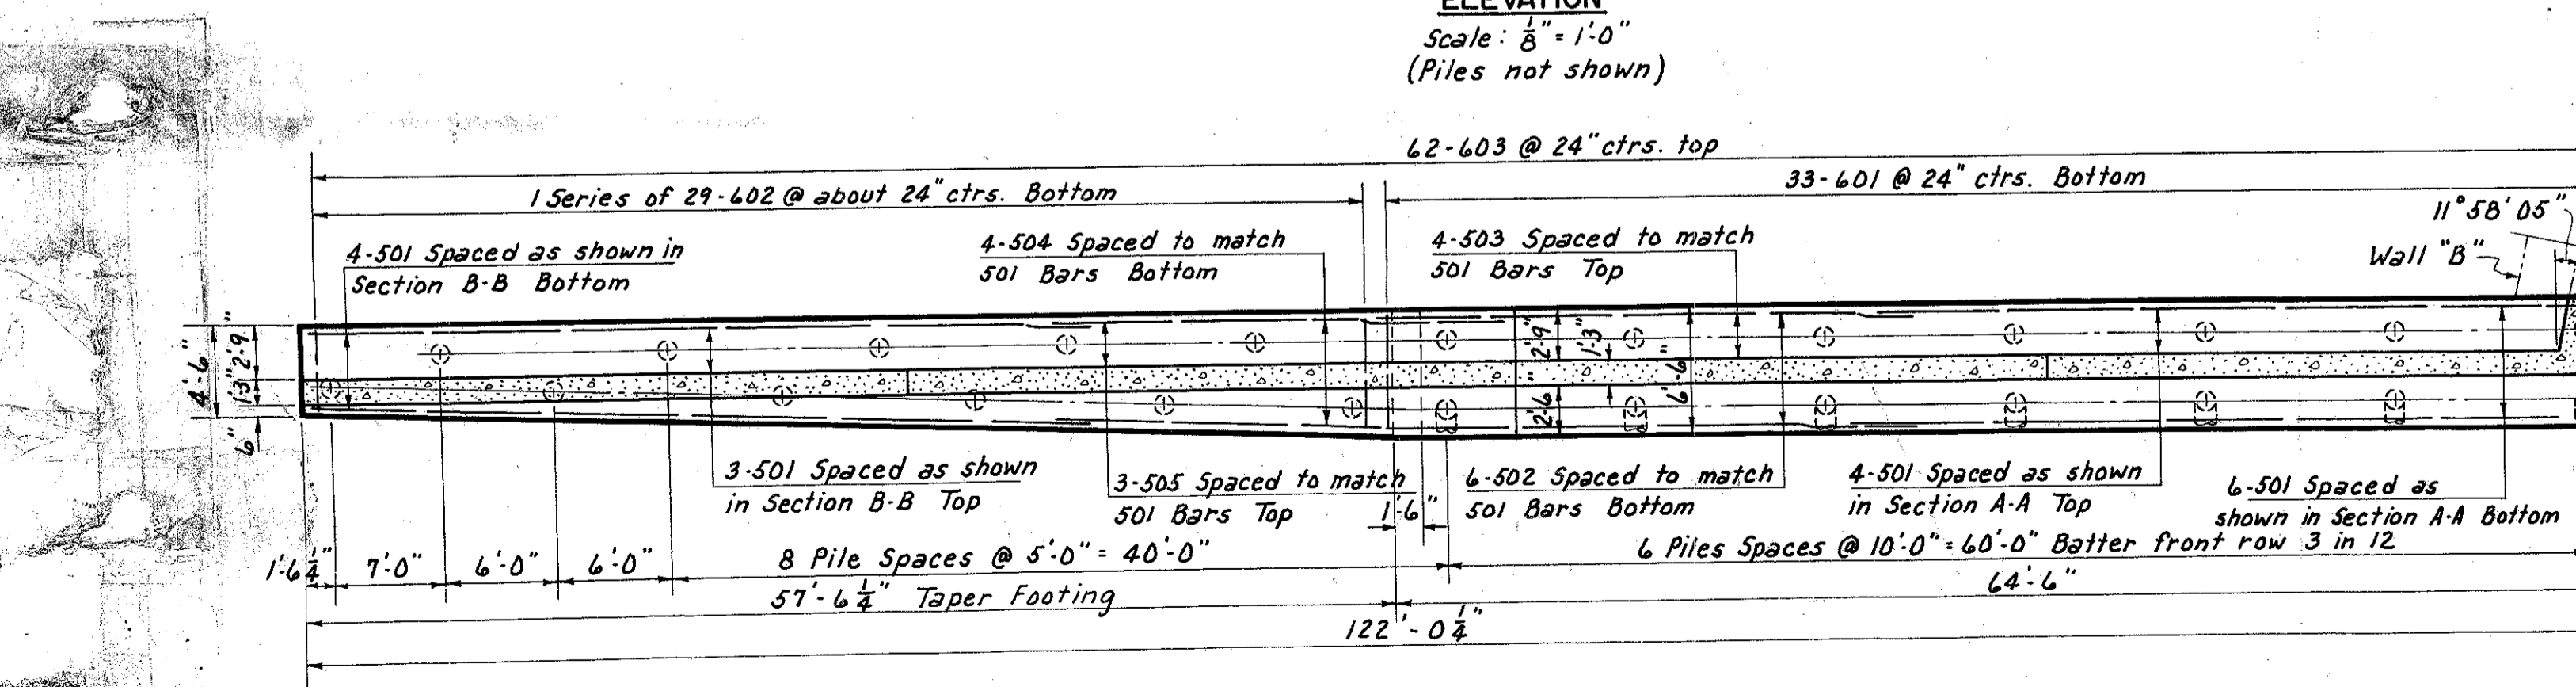 ELEVATION
Scale: 1/8" = 1'-0"
(Piles not shown)
62-603 @ 24" ctrs. top
1 Series of 29-602 @ about 24" ctrs. Bottom
33-601 @ 24" ctrs. Bottom
11°58'05"
Wall "B"
4-501 Spaced as shown in
Section B-B Bottom
4-504 Spaced to match
501 Bars Bottom
4-503 Spaced to match
501 Bars Top
4'-6"
2'-9"
1'-3"
6"
2'-9"
1'-3"
2'-6"
6'-6"
3-501 Spaced as shown
in Section B-B Top
3-505 Spaced to match
501 Bars Top
1'-6"
6-502 Spaced to match
501 Bars Bottom
4-501 Spaced as shown
in Section A-A Top
6-501 Spaced as
shown in Section A-A Bottom
1'-6 1/4"
7'-0"
6'-0"
6'-0"
8 Pile Spaces @ 5'-0" = 40'-0"
6 Piles Spaces @ 10'-0" = 60'-0" Batter front row 3 in 12
57'-6 1/4" Taper Footing
64'-6"
122'-0 1/4"